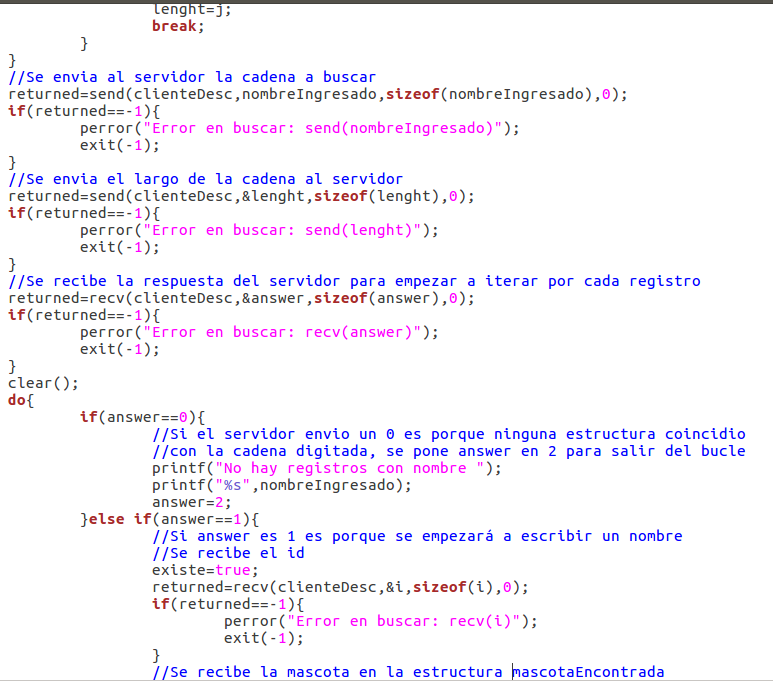 lenght=j;
break;
}
}
//Se envia al servidor la cadena a buscar
returned=send(clienteDesc,nombreIngresado,sizeof(nombreIngresado),0);
if(returned==-1){
perror("Error en buscar: send(nombreIngresado)");
exit(-1);
}
//Se envia el largo de la cadena al servidor
returned=send(clienteDesc,&lenght,sizeof(lenght),0);
if(returned==-1){
perror("Error en buscar: send(lenght)");
exit(-1);
}
//Se recibe la respuesta del servidor para empezar a iterar por cada registro
returned=recv(clienteDesc,&answer,sizeof(answer),0);
if(returned==-1){
perror("Error en buscar: recv(answer)");
exit(-1);
}
clear();
do{
if(answer==0){
//Si el servidor envio un 0 es porque ninguna estructura coincidio
//con la cadena digitada, se pone answer en 2 para salir del bucle
printf("No hay registros con nombre ");
printf("%s",nombreIngresado);
answer=2;
}else if(answer==1){
//Si answer es 1 es porque se empezará a escribir un nombre
//Se recibe el id
existe=true;
returned=recv(clienteDesc,&i,sizeof(i),0);
if(returned==-1){
perror("Error en buscar: recv(i)");
exit(-1);
}
//Se recibe la mascota en la estructura mascotaEncontrada